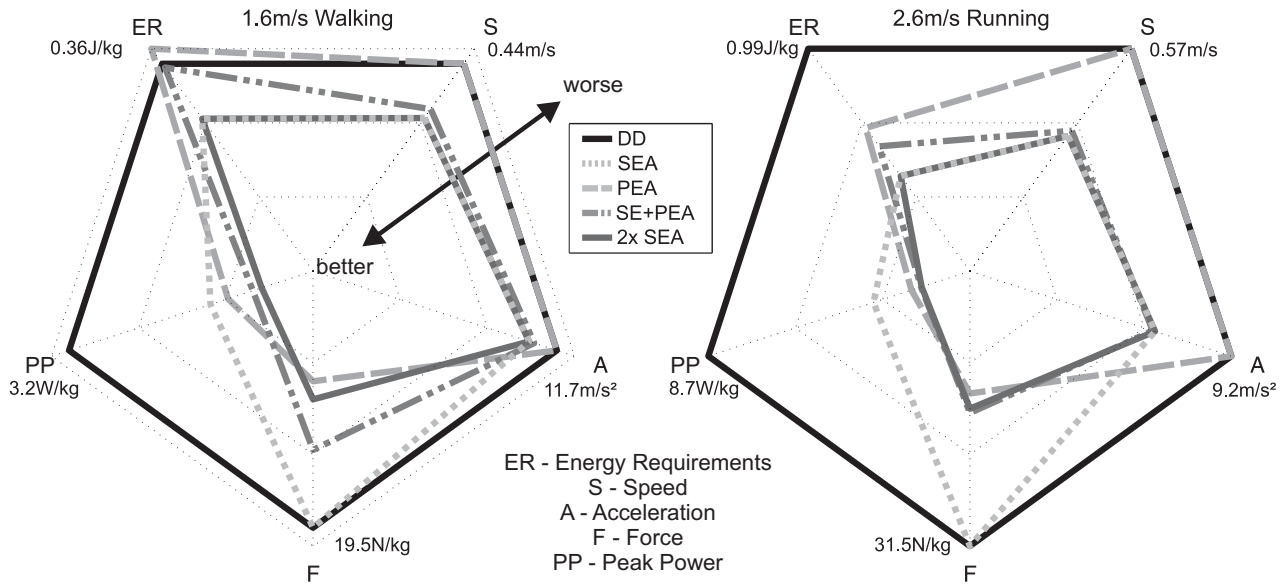 1.6m/s Walking
ER
0.36J/kg
S
0.44m/s
worse
better
PP
3.2W/kg
A
11.7m/s²
19.5N/kg
F
DD
SEA
PEA
SE+PEA
2x SEA
2.6m/s Running
ER
0.99J/kg
S
0.57m/s
PP
8.7W/kg
A
9.2m/s²
31.5N/kg
F
ER - Energy Requirements
S - Speed
A - Acceleration
F - Force
PP - Peak Power